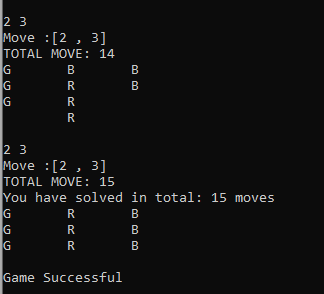 2 3
Move :[2 , 3]
TOTAL MOVE: 14
G B B
G R B
G R
R
2 3
Move :[2 , 3]
TOTAL MOVE: 15
You have solved in total: 15 moves
G R B
G R B
G R B
Game Successful